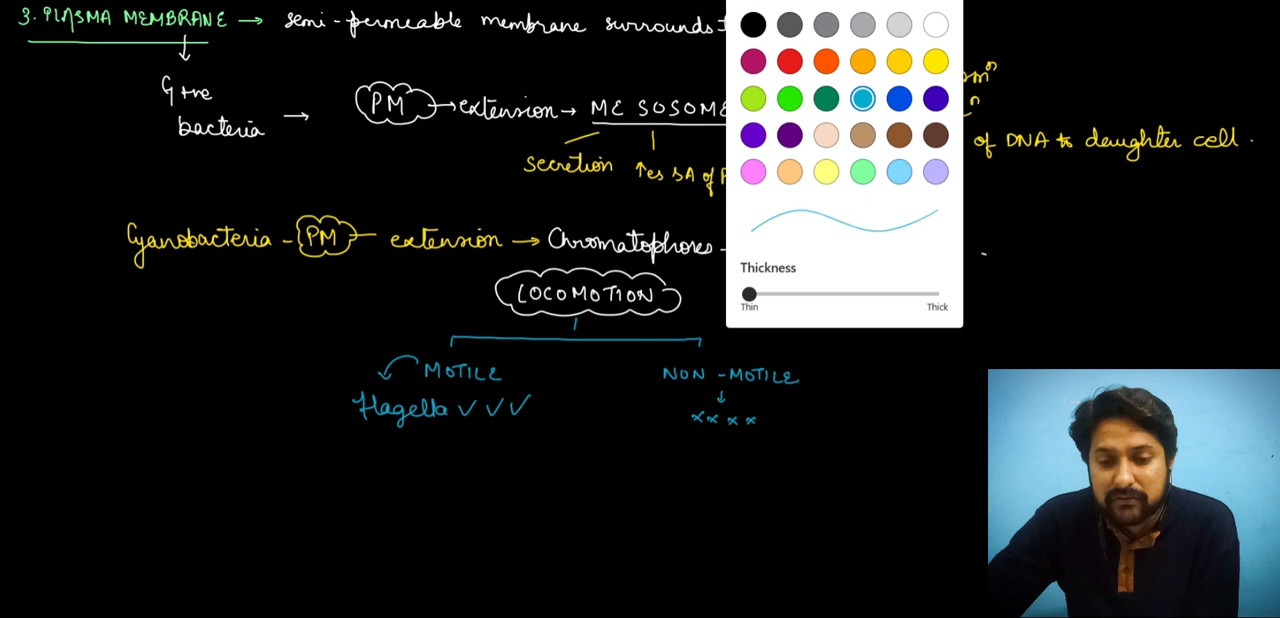 3. PLASMA MEMBRANE → semi-permeable membrane surrounds
G +ve bacteria → PM → extension → MESOSOME
secretion ↑es SA of
of DNA to daughter cell.
Cyanobacteria - PM - extension → Chromatophores -
LOCOMOTION
MOTILE NON-MOTILE
flagella ✓ ✓ ✓ × × × ×
Thickness
Thin Thick